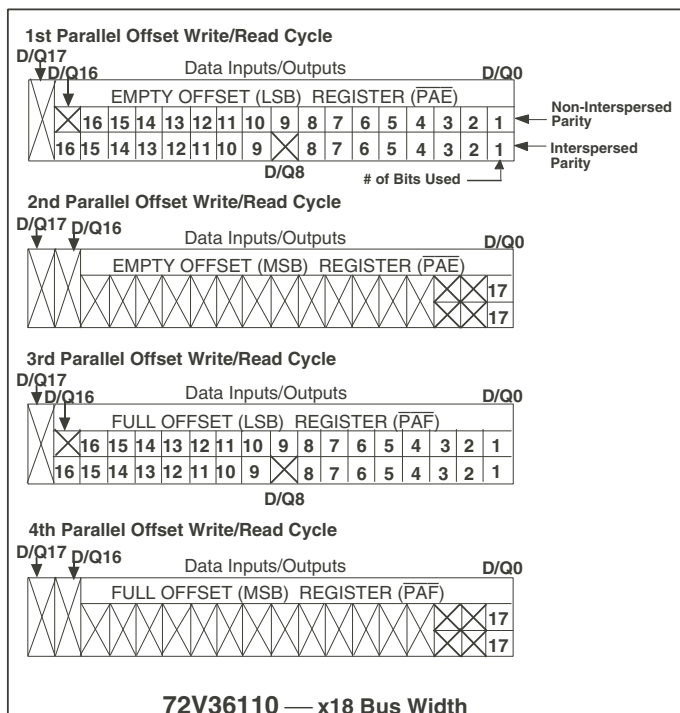 1st Parallel Offset Write/Read Cycle
D/Q17
D/Q16
Data Inputs/Outputs
D/Q0
EMPTY OFFSET (LSB) REGISTER (PAE)
16 15 14 13 12 11 10 9 8 7 6 5 4 3 2 1
Non-Interspersed
Parity
16 15 14 13 12 11 10 9 8 7 6 5 4 3 2 1
Interspersed
Parity
D/Q8
# of Bits Used
2nd Parallel Offset Write/Read Cycle
D/Q17
D/Q16
Data Inputs/Outputs
D/Q0
EMPTY OFFSET (MSB) REGISTER (PAE)
17
17
3rd Parallel Offset Write/Read Cycle
D/Q17
D/Q16
Data Inputs/Outputs
D/Q0
FULL OFFSET (LSB) REGISTER (PAF)
16 15 14 13 12 11 10 9 8 7 6 5 4 3 2 1
16 15 14 13 12 11 10 9 8 7 6 5 4 3 2 1
D/Q8
4th Parallel Offset Write/Read Cycle
D/Q17
D/Q16
Data Inputs/Outputs
D/Q0
FULL OFFSET (MSB) REGISTER (PAF)
17
17
72V36110 — x18 Bus Width